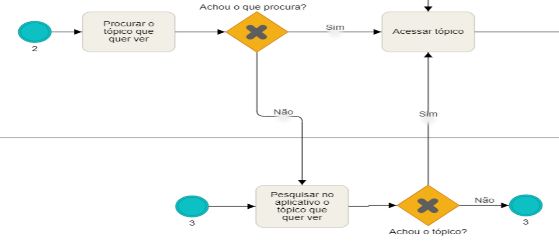 Achou o que procura?
Procurar o
tópico que
quer ver
Sim
Acessar tópico
2
Não
Sim
Pesquisar no
aplicativo o
tópico que
quer ver
Não
3
3
Achou o tópico?